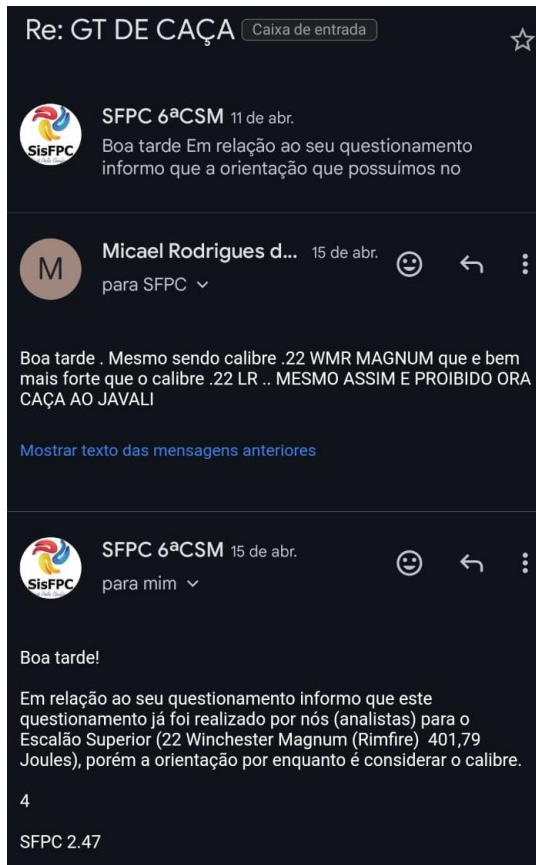 Re: GT DE CAÇA Caixa de entrada
SisFPC
SFPC 6ªCSM 11 de abr.
Boa tarde Em relação ao seu questionamento
informo que a orientação que possuímos no
M
Micael Rodrigues d... 15 de abr.
para SFPC
Boa tarde . Mesmo sendo calibre .22 WMR MAGNUM que e bem
mais forte que o calibre .22 LR .. MESMO ASSIM E PROIBIDO ORA
CAÇA AO JAVALI
Mostrar texto das mensagens anteriores
SisFPC
SFPC 6ªCSM 15 de abr.
para mim
Boa tarde!
Em relação ao seu questionamento informo que este
questionamento já foi realizado por nós (analistas) para o
Escalão Superior (22 Winchester Magnum (Rimfire) 401,79
Joules), porém a orientação por enquanto é considerar o calibre.
4
SFPC 2.47